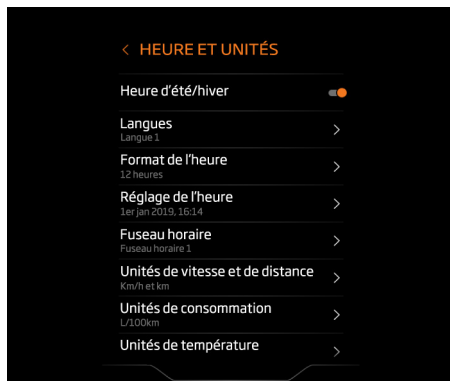 < HEURE ET UNITÉS
Heure d'été/hiver
Langues
Langue 1
Format de l'heure
12 heures
Réglage de l'heure
1er jan 2019, 16:14
Fuseau horaire
Fuseau horaire 1
Unités de vitesse et de distance
Km/h et km
Unités de consommation
L/100km
Unités de température